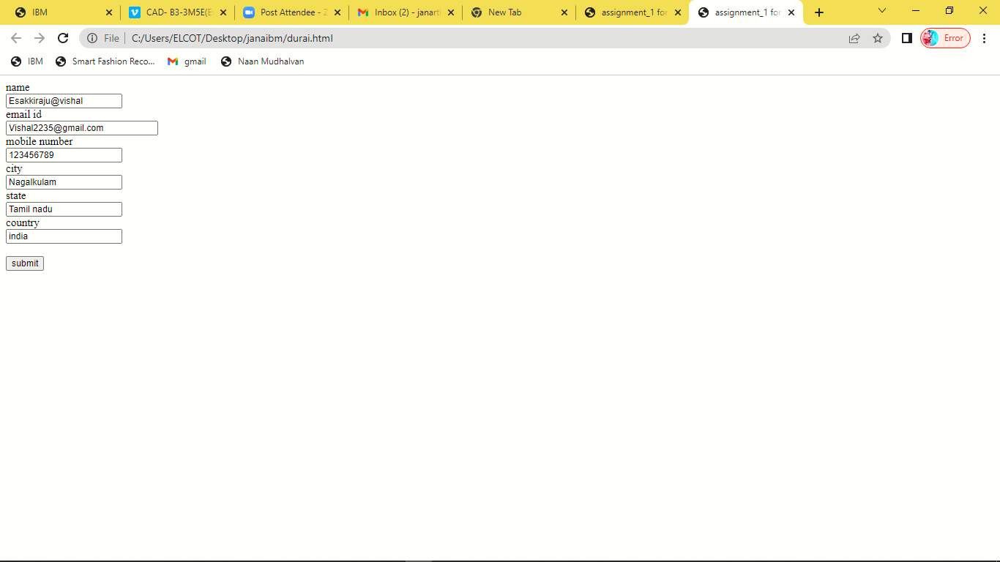 IBM
CAD- B3-3M5E(E
Post Attendee - Z
Inbox (2) - janart
New Tab
assignment_1 for
assignment_1 for
File
C:/Users/ELCOT/Desktop/janaibm/durai.html
Error
IBM
Smart Fashion Reco...
gmail
Naan Mudhalvan
name
Esakkiraju@vishal
email id
Vishal2235@gmail.com
mobile number
123456789
city
Nagalkulam
state
Tamil nadu
country
india
submit